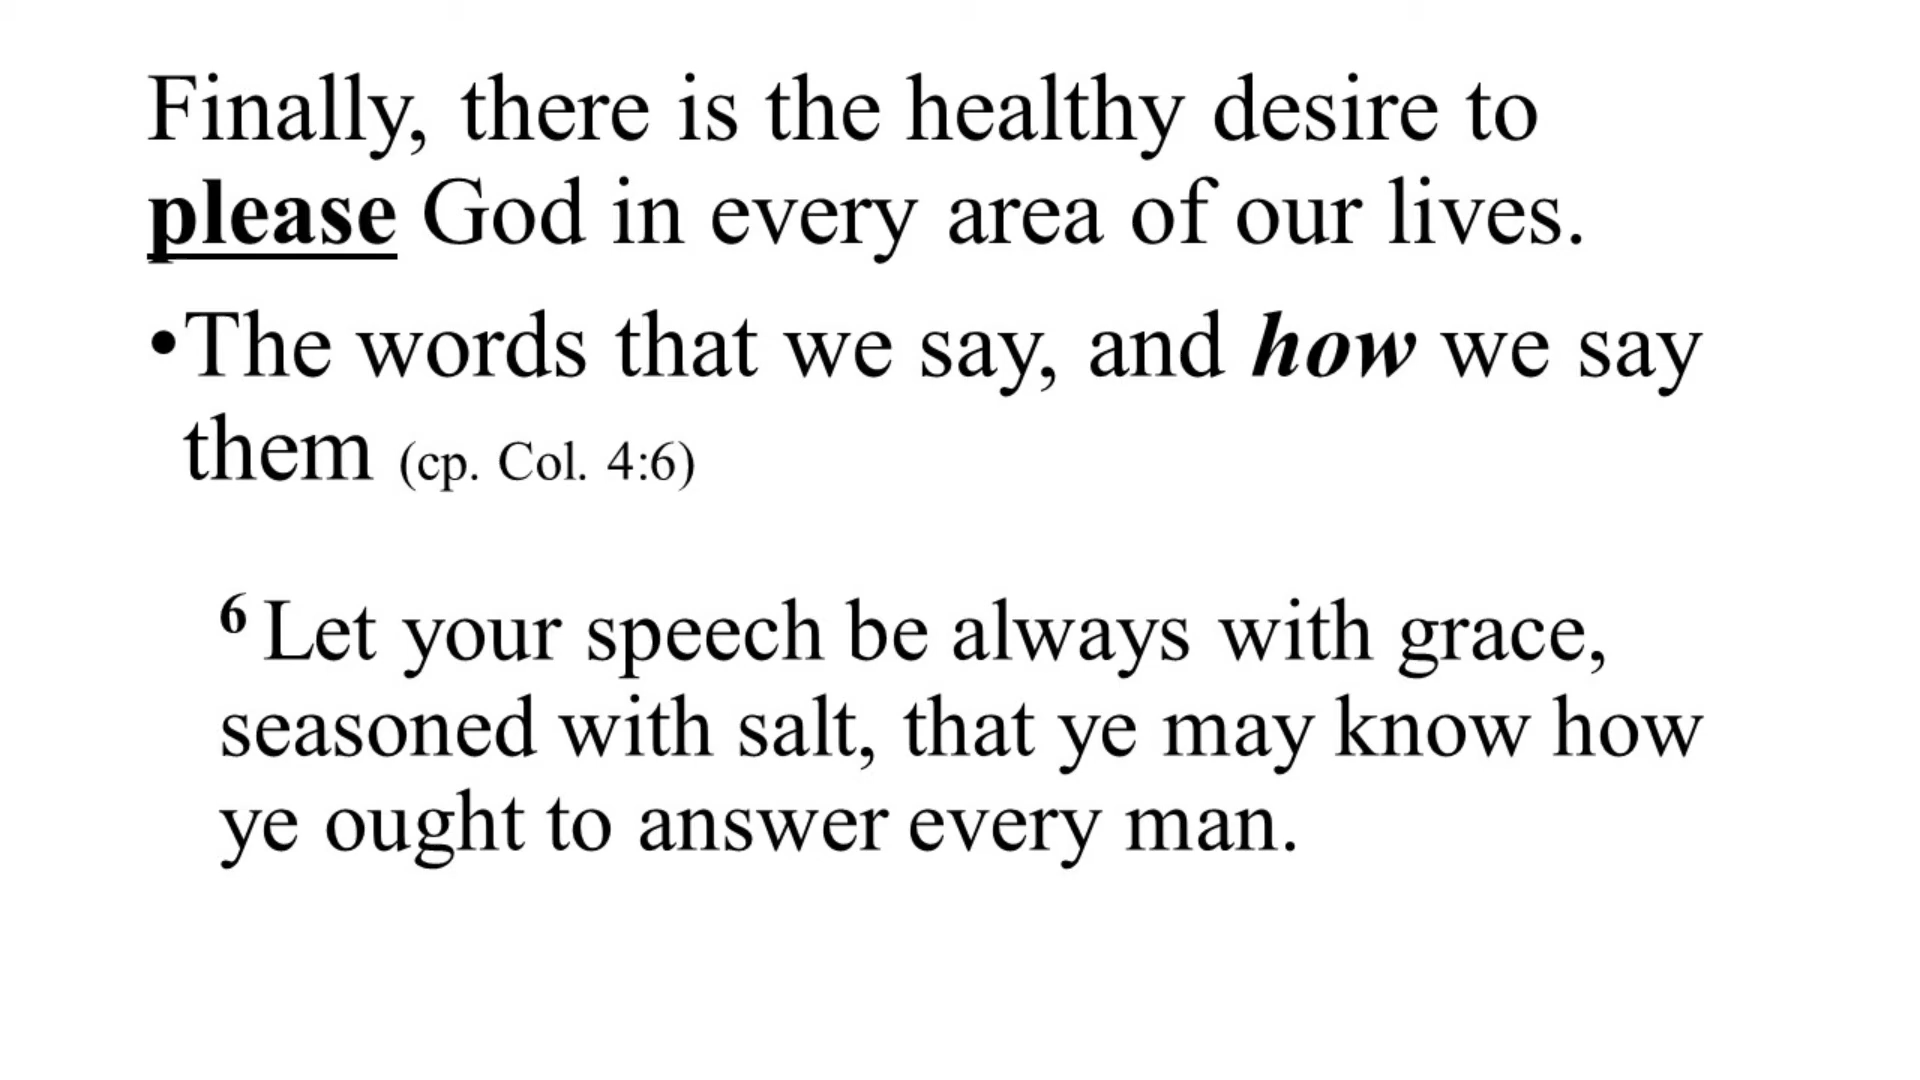 Finally, there is the healthy desire to
please God in every area of our lives.
•The words that we say, and how we say
them (cp. Col. 4:6)
6 Let your speech be always with grace,
seasoned with salt, that ye may know how
ye ought to answer every man.